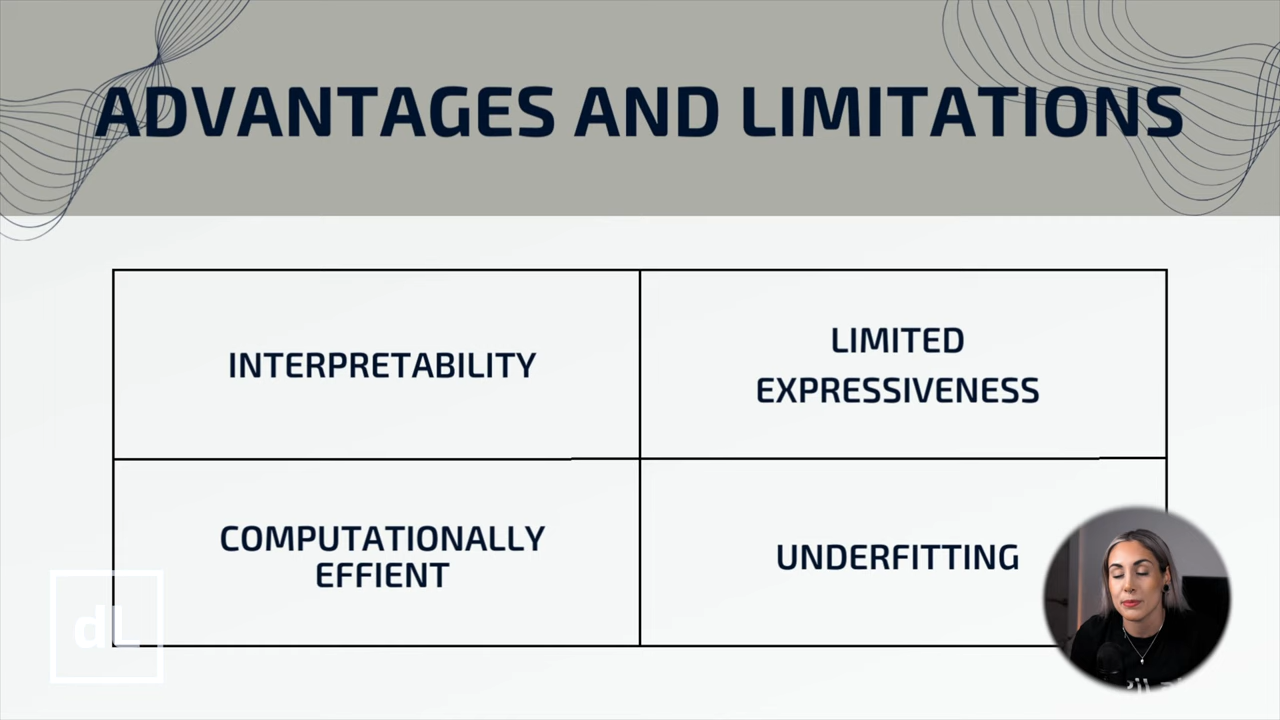 ADVANTAGES AND LIMITATIONS
INTERPRETABILITY
LIMITED
EXPRESSIVENESS
COMPUTATIONALLY
EFFIENT
UNDERFITTING
dL